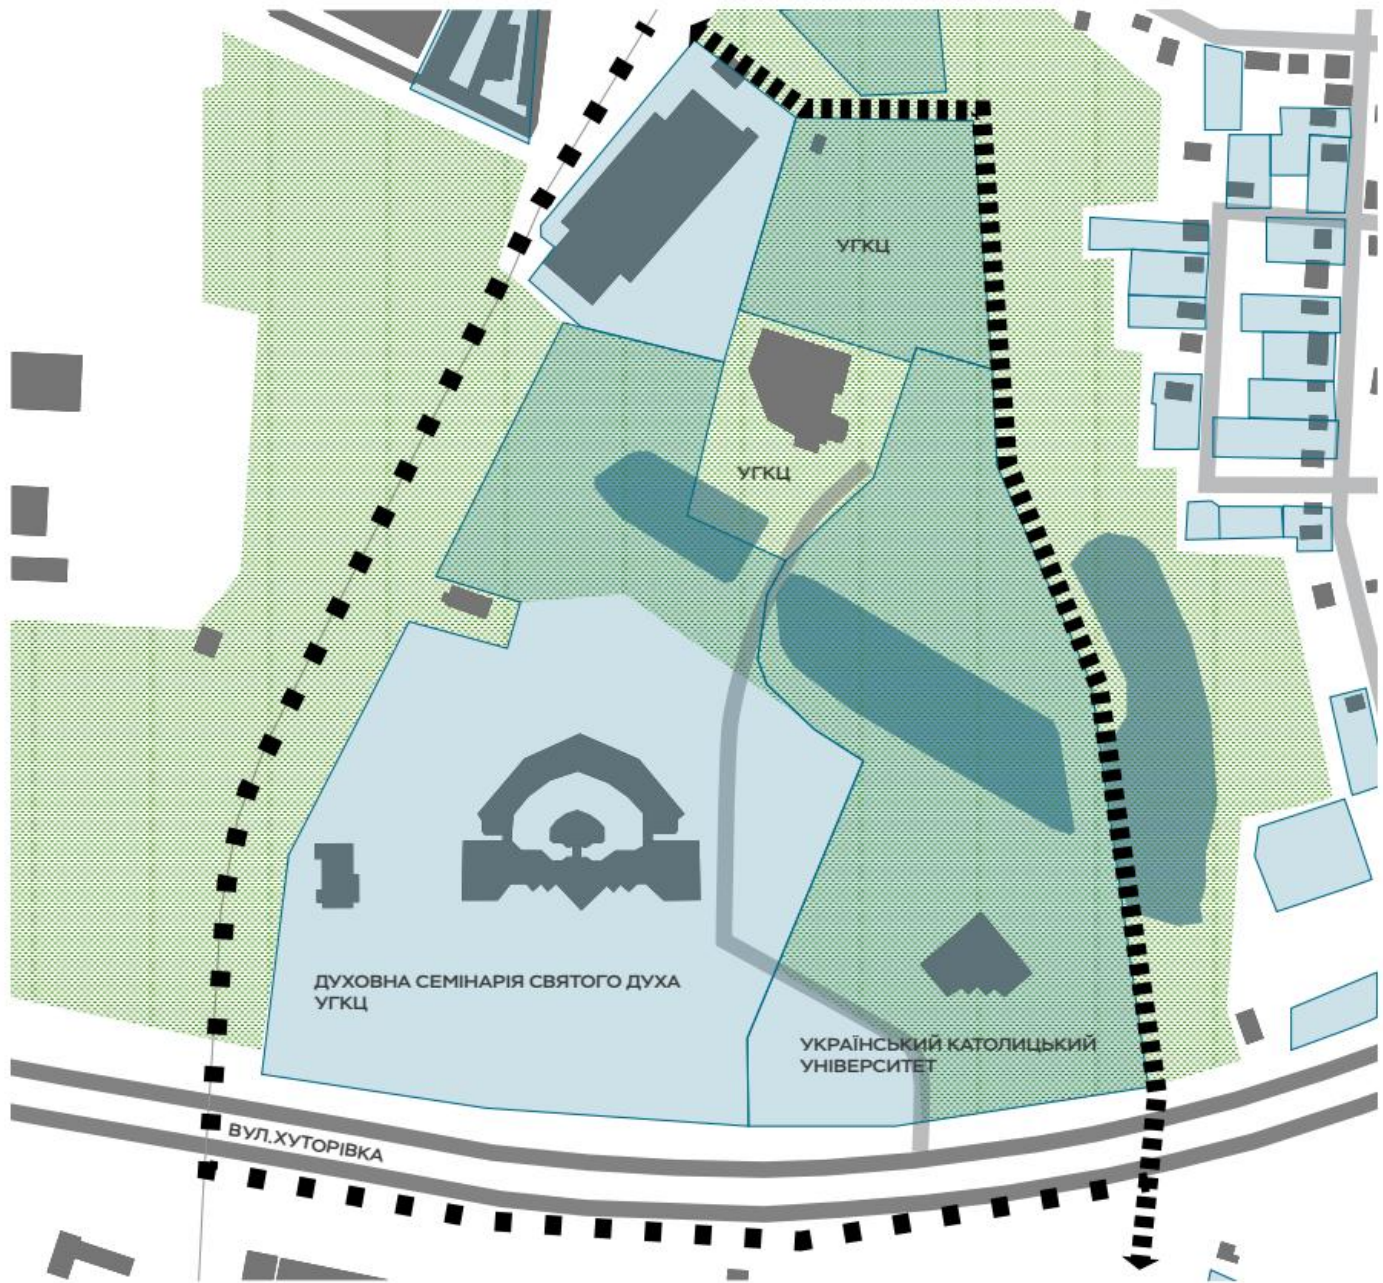 УГКЦ
УГКЦ
ДУХОВНА СЕМІНАРІЯ СВЯТОГО ДУХА
УГКЦ
УКРАЇНСЬКИЙ КАТОЛИЦЬКИЙ
УНІВЕРСИТЕТ
ВУЛ.ХУТОРІВКА